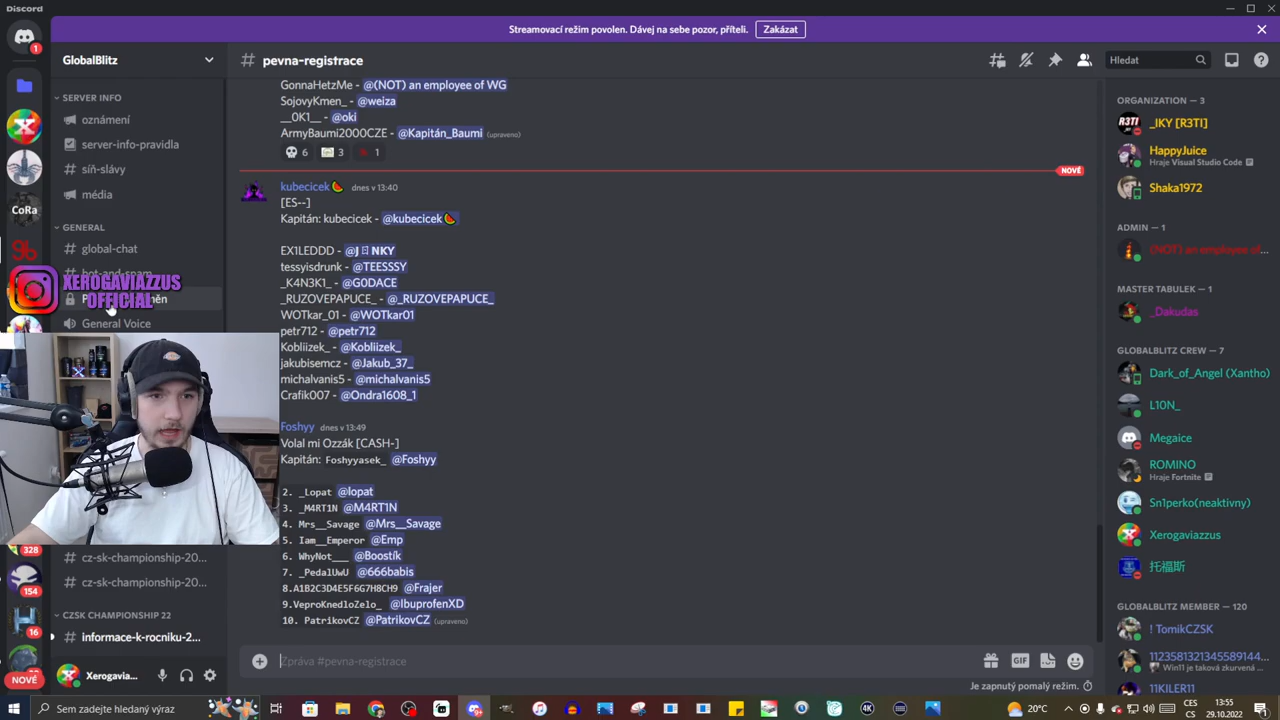 Discord
Streamovací režim povolen. Dávej na sebe pozor, příteli.
Zakázat
GlobalBlitz
pevna-registrace
Hledat
SERVER INFO
oznámení
server-info-pravidla
síň-slávy
média
GENERAL
global-chat
XEROGAVIAZZUS
OFFICIAL
General Voice
328
154
16
NOVÉ
CoRa
1
cz-sk-championship-20...
cz-sk-championship-20...
CZSK CHAMPIONSHIP 22
informace-k-rocniku-2...
Xerogavia...
GonnaHetzMe - @(NOT) an employee of WG
SojovyKmen_ - @weiza
__0K1__ - @oki
ArmyBaumi2000CZE - @Kapitán_Baumi (upraveno)
6 3 1
NOVÉ
kubecicek dnes v 13:40
[ES--]
Kapitán: kubecicek - @kubecicek
tessyisdrunk - @TEESSSY
_K4N3K1_ - @G0DACE
_RUZOVEPAPUCE_ - @_RUZOVEPAPUCE_
WOTkar_01 - @WOTkar01
petr712 - @petr712
Kobliizek_ - @Kobliizek_
jakubisemcz - @Jakub_37_
michalvanis5 - @michalvanis5
Crafik007 - @Ondra1608_1
Foshyy dnes v 13:49
Volal mi Ozzák [CASH-]
Kapitán: Foshyyasek_ @Foshyy
2. _Lopat @lopat
3. _M4RT1N @M4RT1N
4. Mrs__Savage @Mrs__Savage
5. Iam__Emperor @Emp
6. WhyNot___ @Boostík
7. _PedalUwU @666babis
8.A1B2C3D4E5F6G7H8CH9 @Frajer
9.VeproKnedloZelo_ @IbuprofenXD
10. PatrikovCZ @PatrikovCZ (upraveno)
Zpráva #pevna-registrace
GIF
Je zapnutý pomalý režim.
ORGANIZATION — 3
_IKY [R3TI]
HappyJuice
Hraje Visual Studio Code
Shaka1972
ADMIN — 1
(NOT) an employee of...
MASTER TABULEK — 1
_Dakudas
GLOBALBLITZ CREW — 7
Dark_of_Angel (Xantho)
L10N_
Megaice
ROMINO
Hraje Fortnite
Sn1perko(neaktivny)
Xerogaviazzus
托福斯
GLOBALBLITZ MEMBER — 120
! TomikCZSK
1123581321345589144...
Win11 je taková zkurvená ...
11KILER11
Sem zadejte hledaný výraz
4K
20°C
CES
13:55
29.10.2022